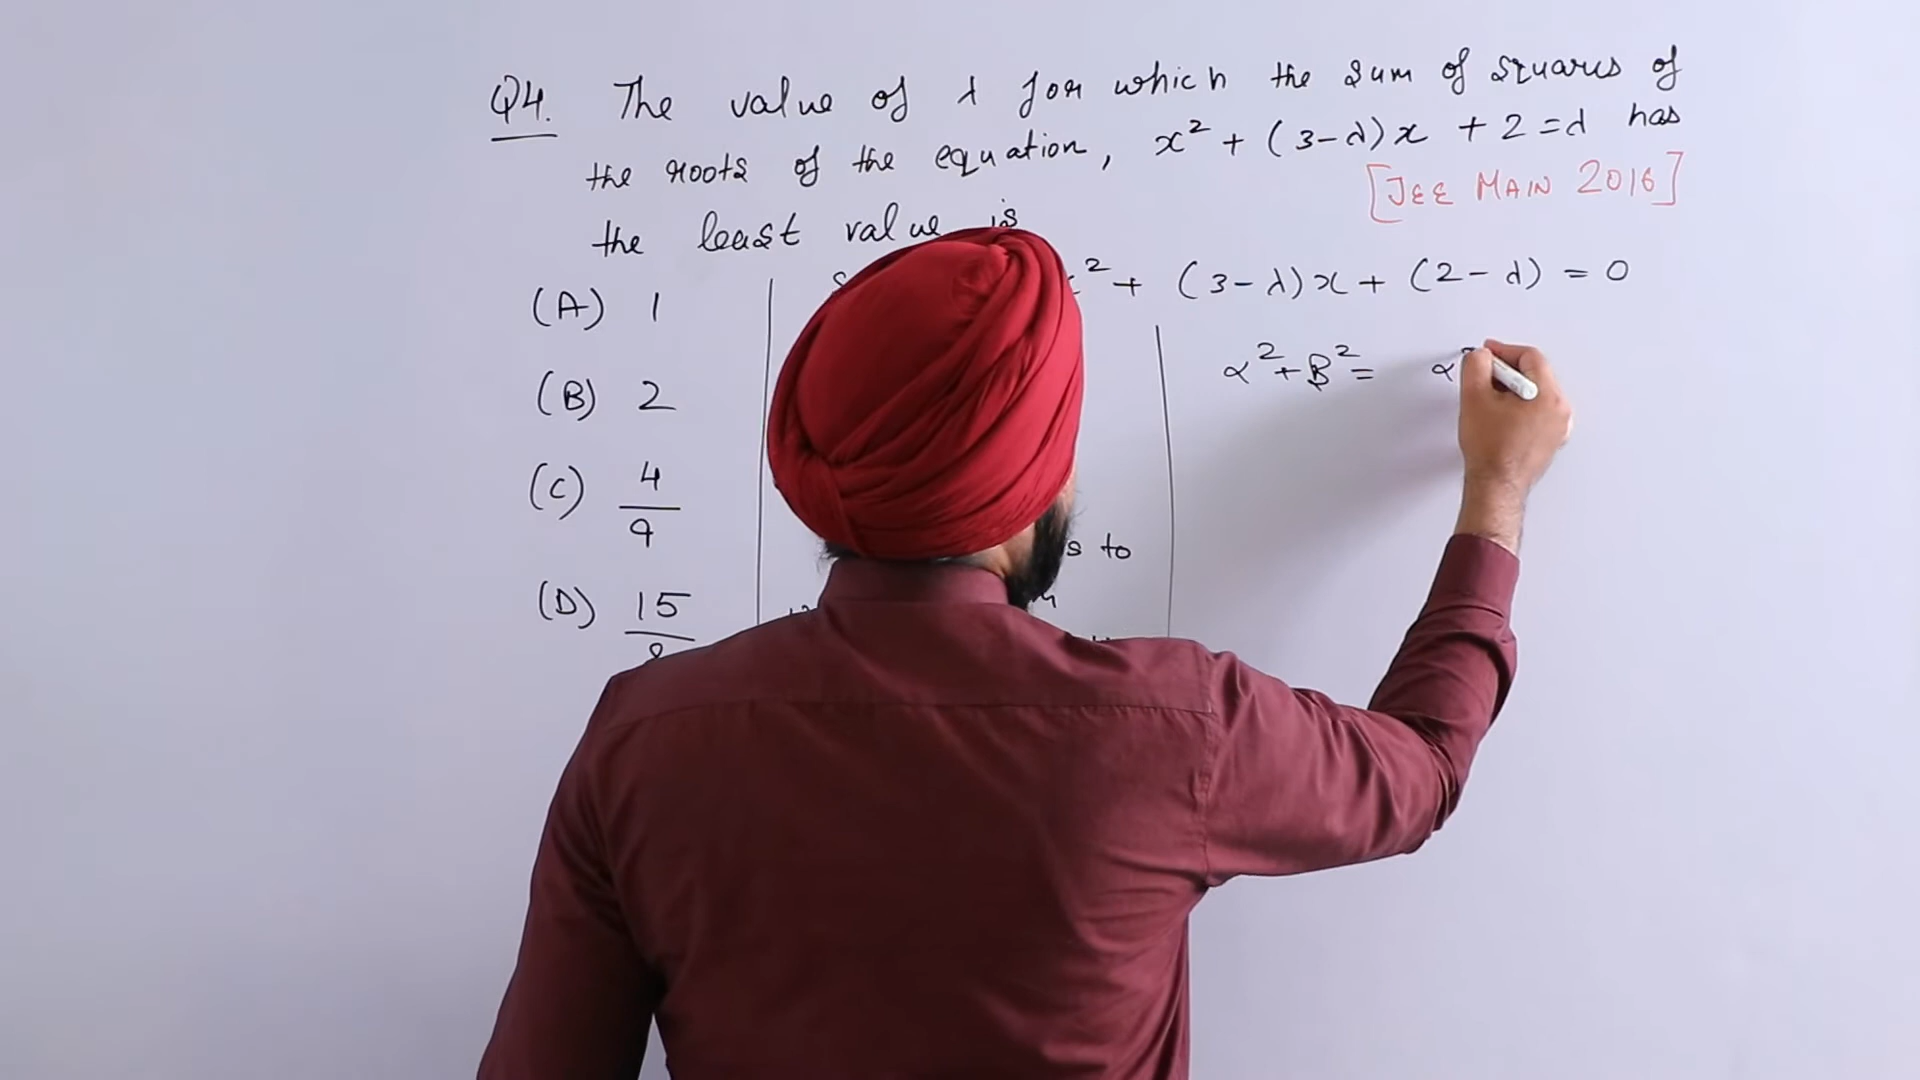 Q4. The value of λ for which the sum of squares of
the roots of the equation, x² + (3-λ)x + 2 = λ has
[JEE MAIN 2016]
the least value is
x² + (3-λ)x + (2-λ) = 0
(A) 1
α² + β² = α
(B) 2
(C) 4/9
s to
(D) 15/8